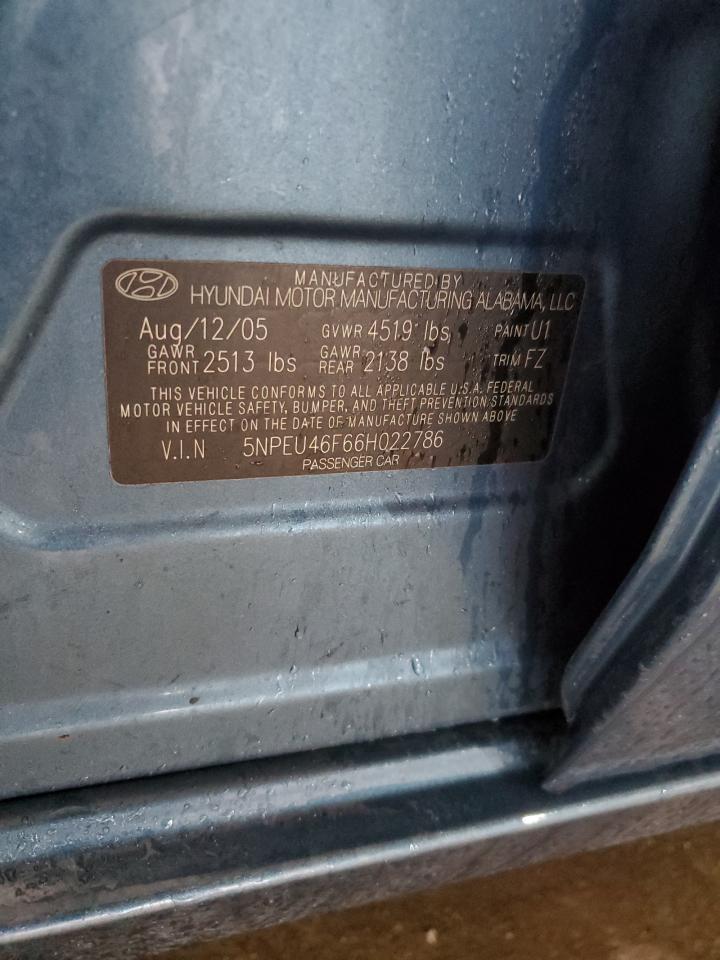 MANUFACTURED BY
HYUNDAI MOTOR MANUFACTURING ALABAMA, LLC
Aug/12/05 GVWR 4519 lbs PAINT U1
GAWR FRONT 2513 lbs GAWR REAR 2138 lbs TRIM FZ
THIS VEHICLE CONFORMS TO ALL APPLICABLE U.S.A. FEDERAL
MOTOR VEHICLE SAFETY, BUMPER, AND THEFT PREVENTION STANDARDS
IN EFFECT ON THE DATE OF MANUFACTURE SHOWN ABOVE
V.I.N 5NPEU46F66H022786
PASSENGER CAR